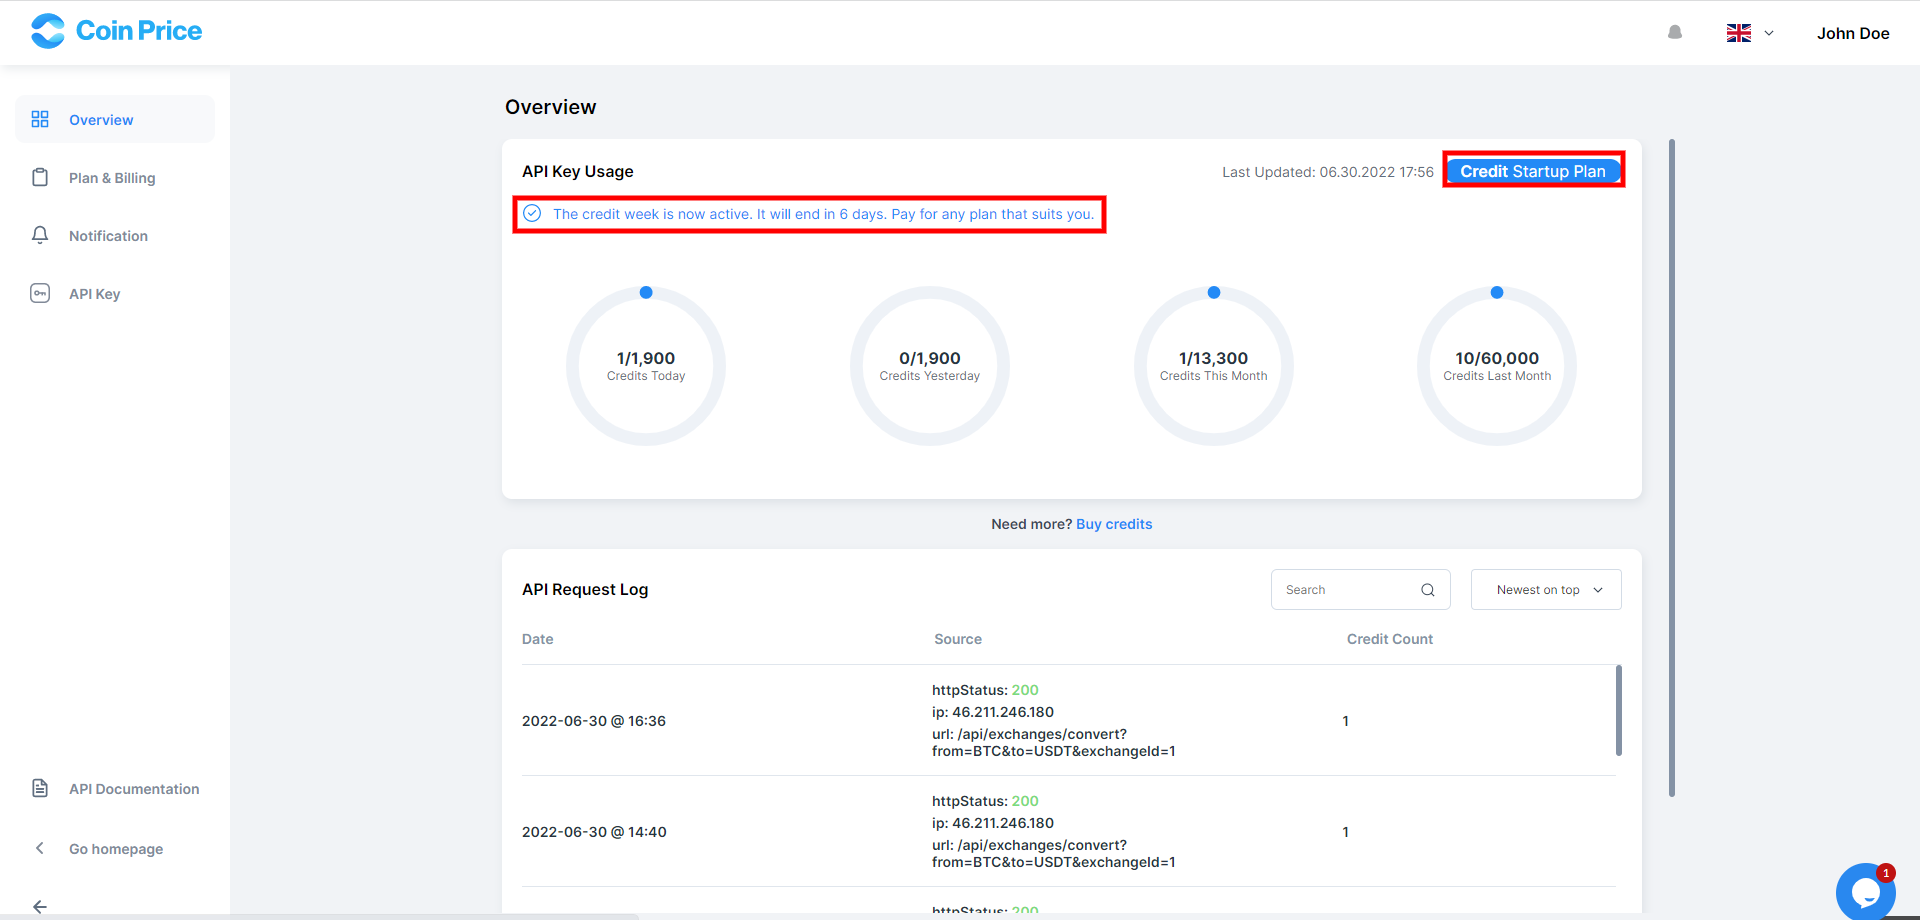 Coin Price
John Doe
Overview
Plan & Billing
Notification
API Key
API Documentation
Go homepage
Overview
API Key Usage
Last Updated: 06.30.2022 17:56
Credit Startup Plan
The credit week is now active. It will end in 6 days. Pay for any plan that suits you.
1/1,900
Credits Today
0/1,900
Credits Yesterday
1/13,300
Credits This Month
10/60,000
Credits Last Month
Need more? Buy credits
API Request Log
Search
Newest on top
Date
Source
Credit Count
2022-06-30 @ 16:36
httpStatus: 200
ip: 46.211.246.180
url: /api/exchanges/convert?
from=BTC&to=USDT&exchangeId=1
1
2022-06-30 @ 14:40
httpStatus: 200
ip: 46.211.246.180
url: /api/exchanges/convert?
from=BTC&to=USDT&exchangeId=1
1
httpStatus: 200
1